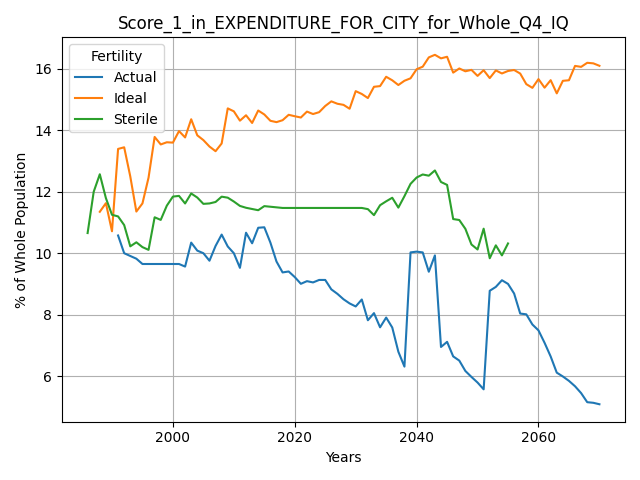 Score_1_in_EXPENDITURE_FOR_CITY_for_Whole_Q4_IQ
Fertility
Actual
Ideal
Sterile
% of Whole Population
16
14
12
10
8
6
2000
2020
2040
2060
Years